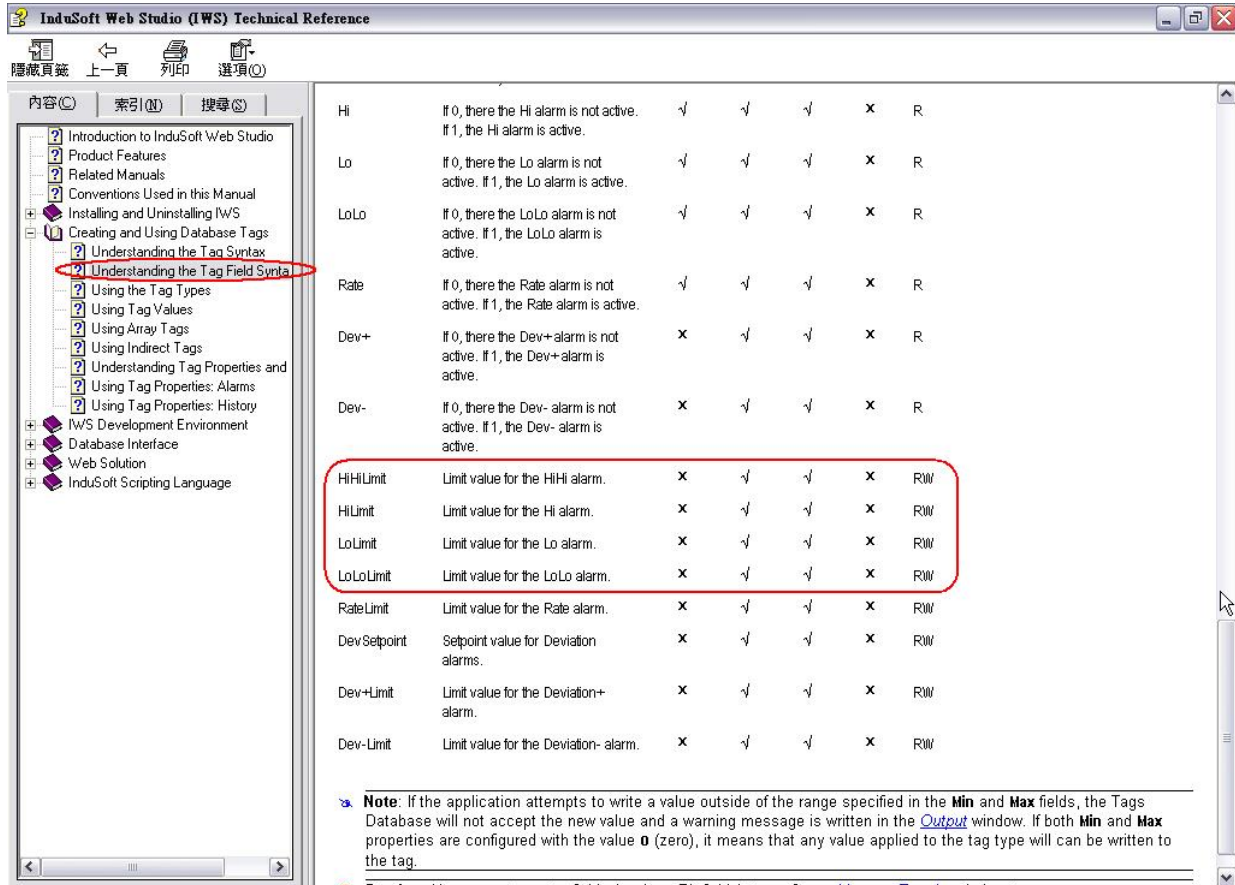 InduSoft Web Studio (IWS) Technical Reference
隱藏頁籤 上一頁 列印 選項(O)
內容(C) 索引(N) 搜尋(S)
Introduction to InduSoft Web Studio
Product Features
Related Manuals
Conventions Used in this Manual
Installing and Uninstalling IWS
Creating and Using Database Tags
Understanding the Tag Syntax
Understanding the Tag Field Synta
Using the Tag Types
Using Tag Values
Using Array Tags
Using Indirect Tags
Understanding Tag Properties and
Using Tag Properties: Alarms
Using Tag Properties: History
IWS Development Environment
Database Interface
Web Solution
InduSoft Scripting Language
Hi If 0, there the Hi alarm is not active. √ √ √ x R
If 1, the Hi alarm is active.
Lo If 0, there the Lo alarm is not √ √ √ x R
active. If 1, the Lo alarm is active.
LoLo If 0, there the LoLo alarm is not √ √ √ x R
active. If 1, the LoLo alarm is
active.
Rate If 0, there the Rate alarm is not √ √ √ x R
active. If 1, the Rate alarm is active.
Dev+ If 0, there the Dev+ alarm is not x √ √ x R
active. If 1, the Dev+ alarm is
active.
Dev- If 0, there the Dev- alarm is not x √ √ x R
active. If 1, the Dev- alarm is
active.
HiHiLimit Limit value for the HiHi alarm. x √ √ x RW
HiLimit Limit value for the Hi alarm. x √ √ x RW
LoLimit Limit value for the Lo alarm. x √ √ x RW
LoLoLimit Limit value for the LoLo alarm. x √ √ x RW
RateLimit Limit value for the Rate alarm. x √ √ x RW
DevSetpoint Setpoint value for Deviation x √ √ x RW
alarms.
Dev+Limit Limit value for the Deviation+ x √ √ x RW
alarm.
Dev-Limit Limit value for the Deviation- alarm. x √ √ x RW
Note: If the application attempts to write a value outside of the range specified in the Min and Max fields, the Tags
Database will not accept the new value and a warning message is written in the Output window. If both Min and Max
properties are configured with the value 0 (zero), it means that any value applied to the tag type will can be written to
the tag.